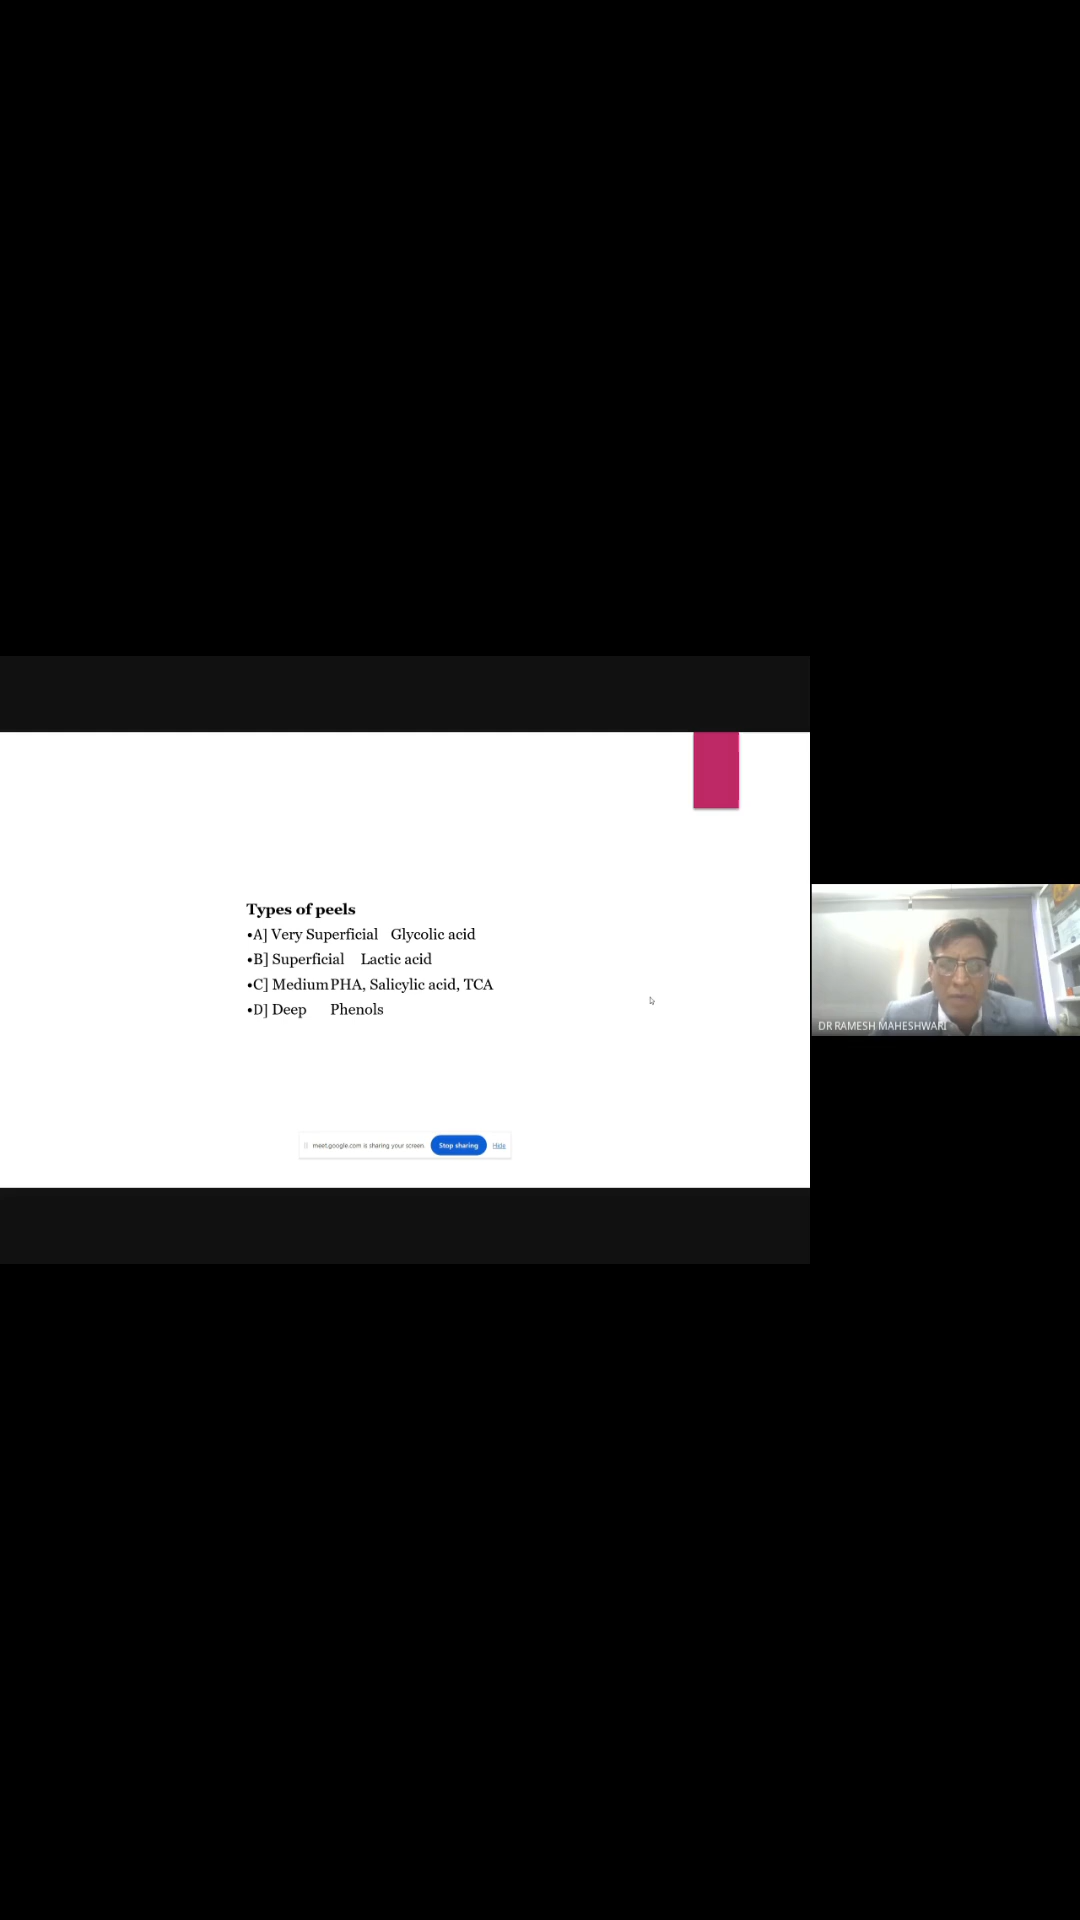 Types of peels
•A] Very Superficial Glycolic acid
•B] Superficial Lactic acid
•C] Medium PHA, Salicylic acid, TCA
•D] Deep Phenols
DR RAMESH MAHESHWARI
meet.google.com is sharing your screen. Stop sharing Hide